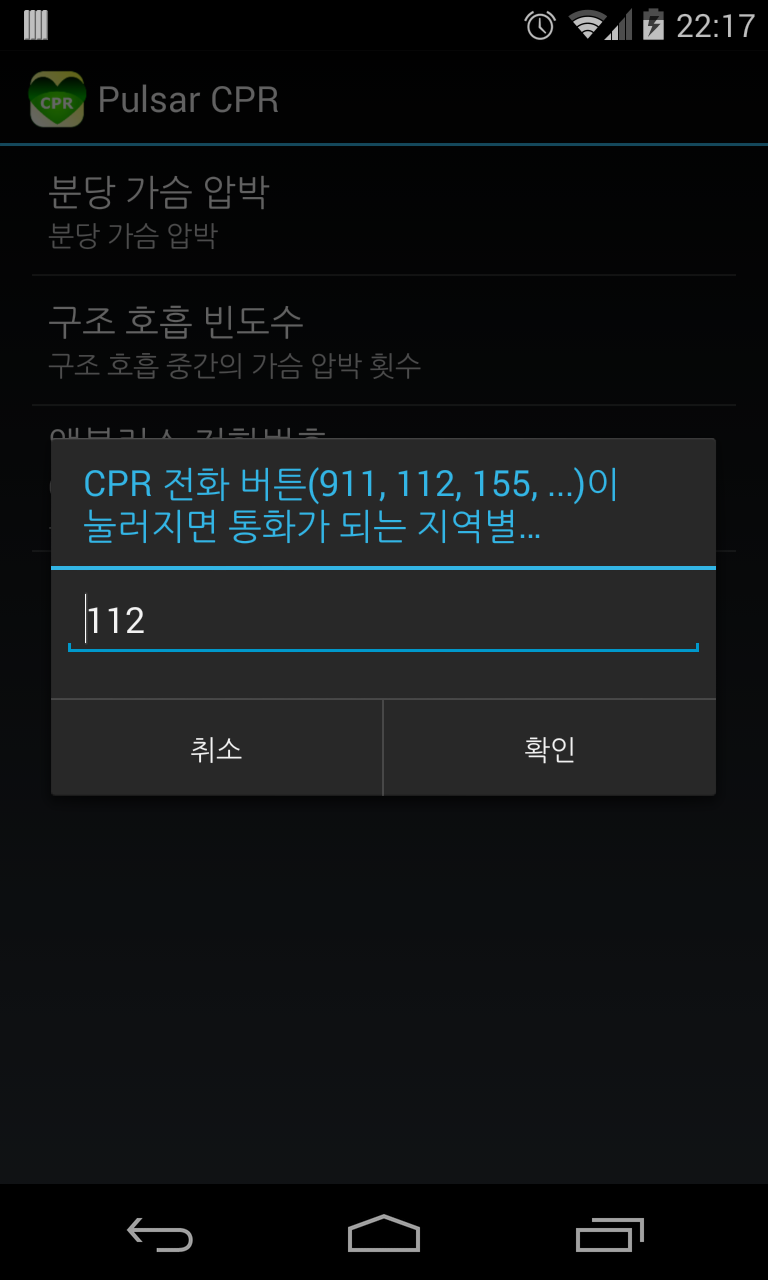 22:17
CPR
Pulsar CPR
분당 가슴 압박
분당 가슴 압박
구조 호흡 빈도수
구조 호흡 중간의 가슴 압박 횟수
CPR 전화 버튼(911, 112, 155, ...)이
눌러지면 통화가 되는 지역별...
112
취소
확인